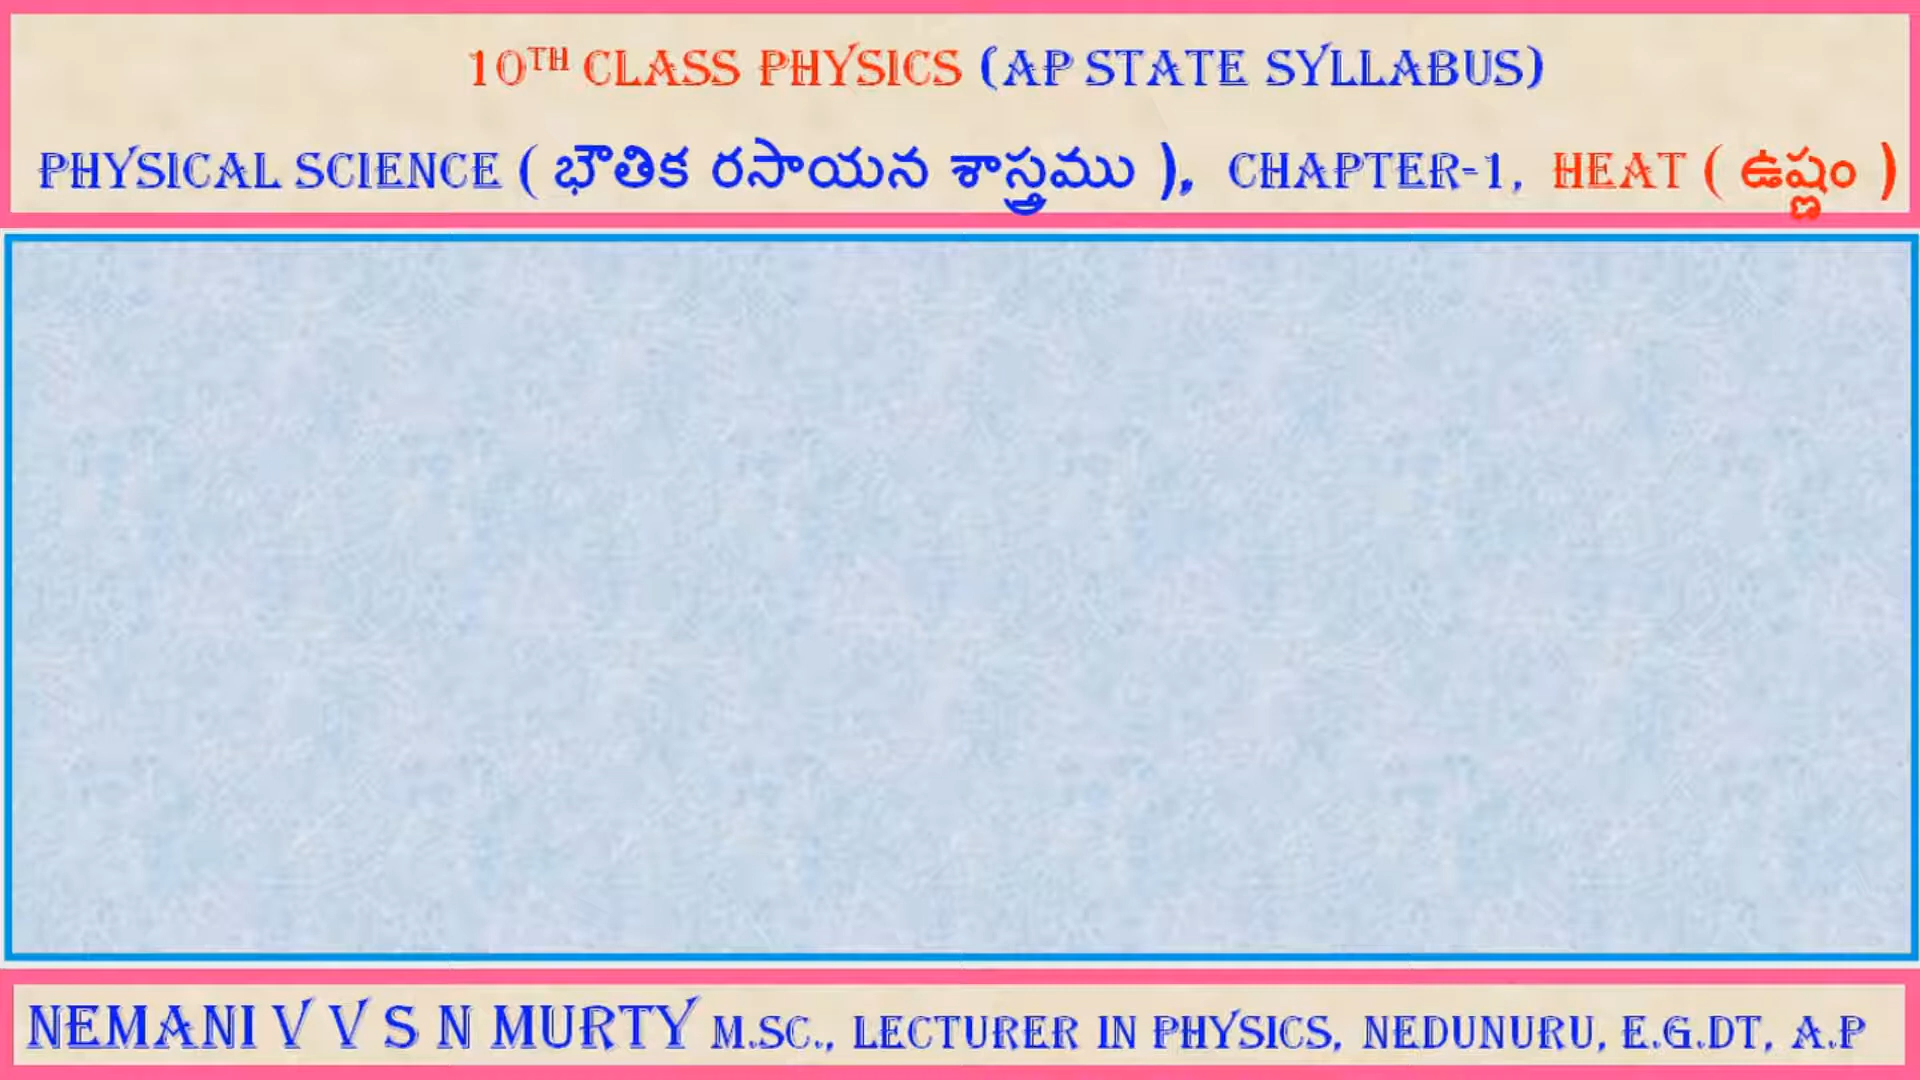 10TH CLASS PHYSICS (AP STATE SYLLABUS)
PHYSICAL SCIENCE ( భౌతిక రసాయన శాస్త్రము ), CHAPTER-1, HEAT ( ఉష్ణం )
NEMANI V V S N MURTY M.SC., LECTURER IN PHYSICS, NEDUNURU, E.G.DT, A.P